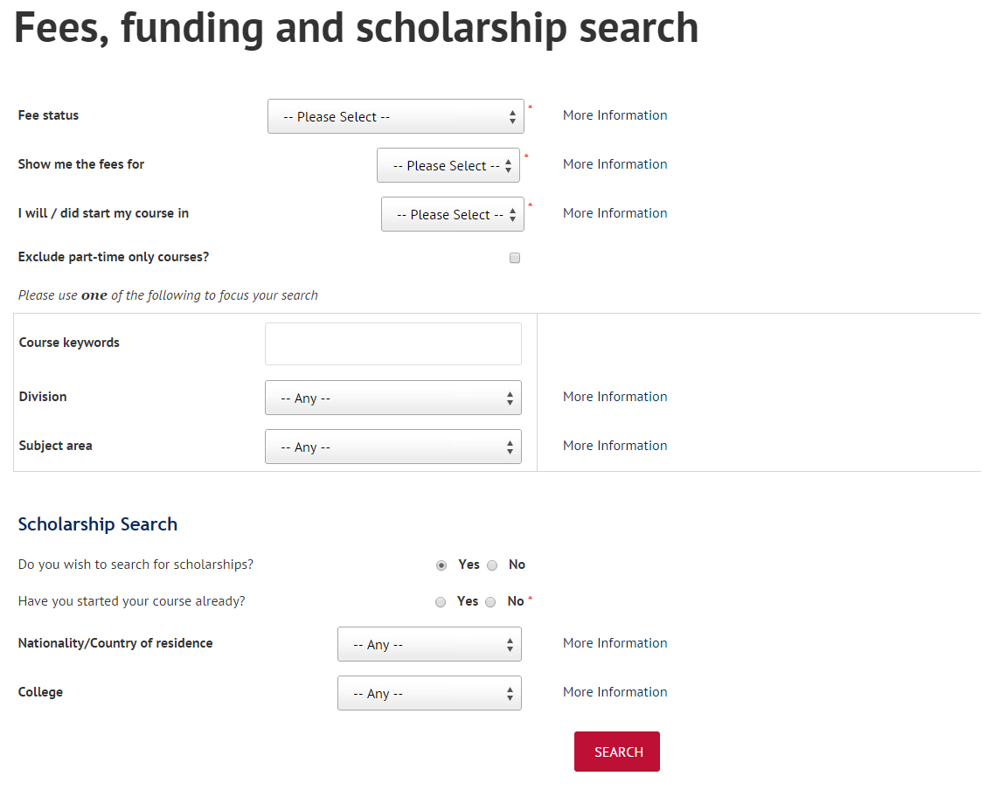 Fees, funding and scholarship search
Fee status -- Please Select -- * More Information
Show me the fees for -- Please Select -- * More Information
I will / did start my course in -- Please Select -- * More Information
Exclude part-time only courses?
Please use one of the following to focus your search
Course keywords
Division -- Any -- More Information
Subject area -- Any -- More Information
Scholarship Search
Do you wish to search for scholarships? Yes No
Have you started your course already? Yes No *
Nationality/Country of residence -- Any -- More Information
College -- Any -- More Information
SEARCH